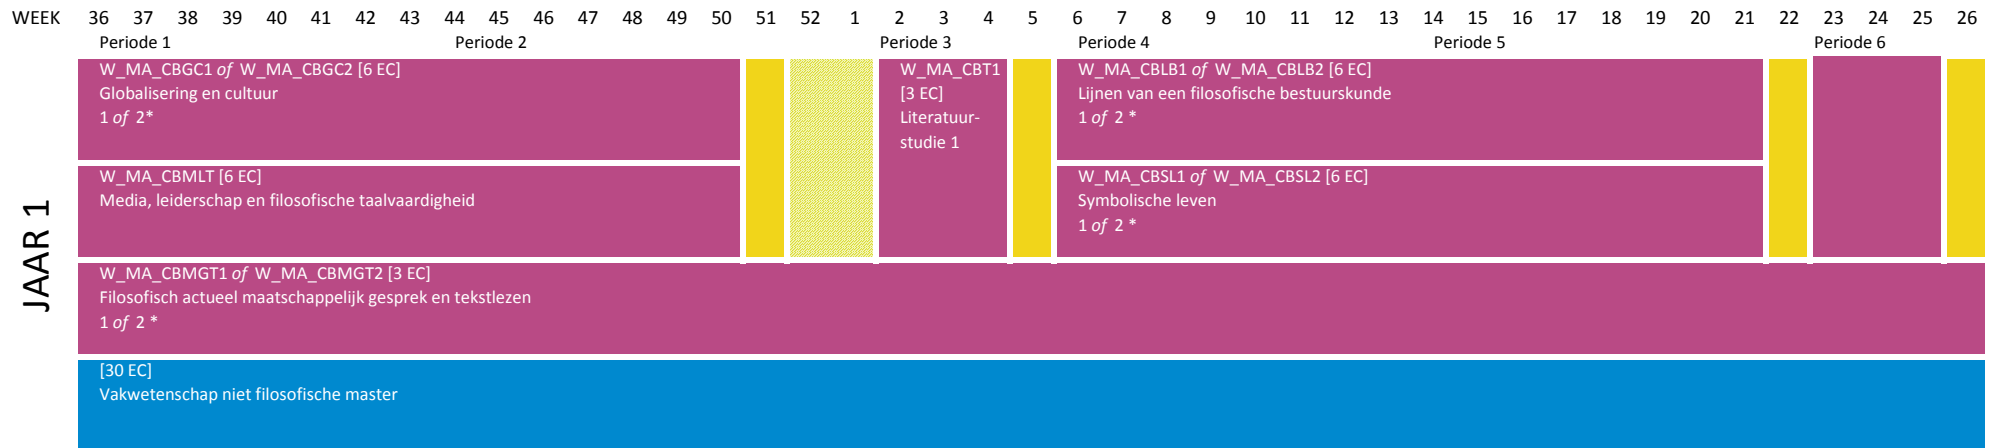 WEEK 36 37 38 39 40 41 42 43 44 45 46 47 48 49 50 51 52 1 2 3 4 5 6 7 8 9 10 11 12 13 14 15 16 17 18 19 20 21 22 23 24 25 26
Periode 1 Periode 2 Periode 3 Periode 4 Periode 5 Periode 6
JAAR 1
W_MA_CBGC1 of W_MA_CBGC2 [6 EC]
Globalisering en cultuur
1 of 2*
W_MA_CBT1
[3 EC]
Literatuur-
studie 1
W_MA_CBLB1 of W_MA_CBLB2 [6 EC]
Lijnen van een filosofische bestuurskunde
1 of 2 *
W_MA_CBMLT [6 EC]
Media, leiderschap en filosofische taalvaardigheid
W_MA_CBSL1 of W_MA_CBSL2 [6 EC]
Symbolische leven
1 of 2 *
W_MA_CBMGT1 of W_MA_CBMGT2 [3 EC]
Filosofisch actueel maatschappelijk gesprek en tekstlezen
1 of 2 *
[30 EC]
Vakwetenschap niet filosofische master